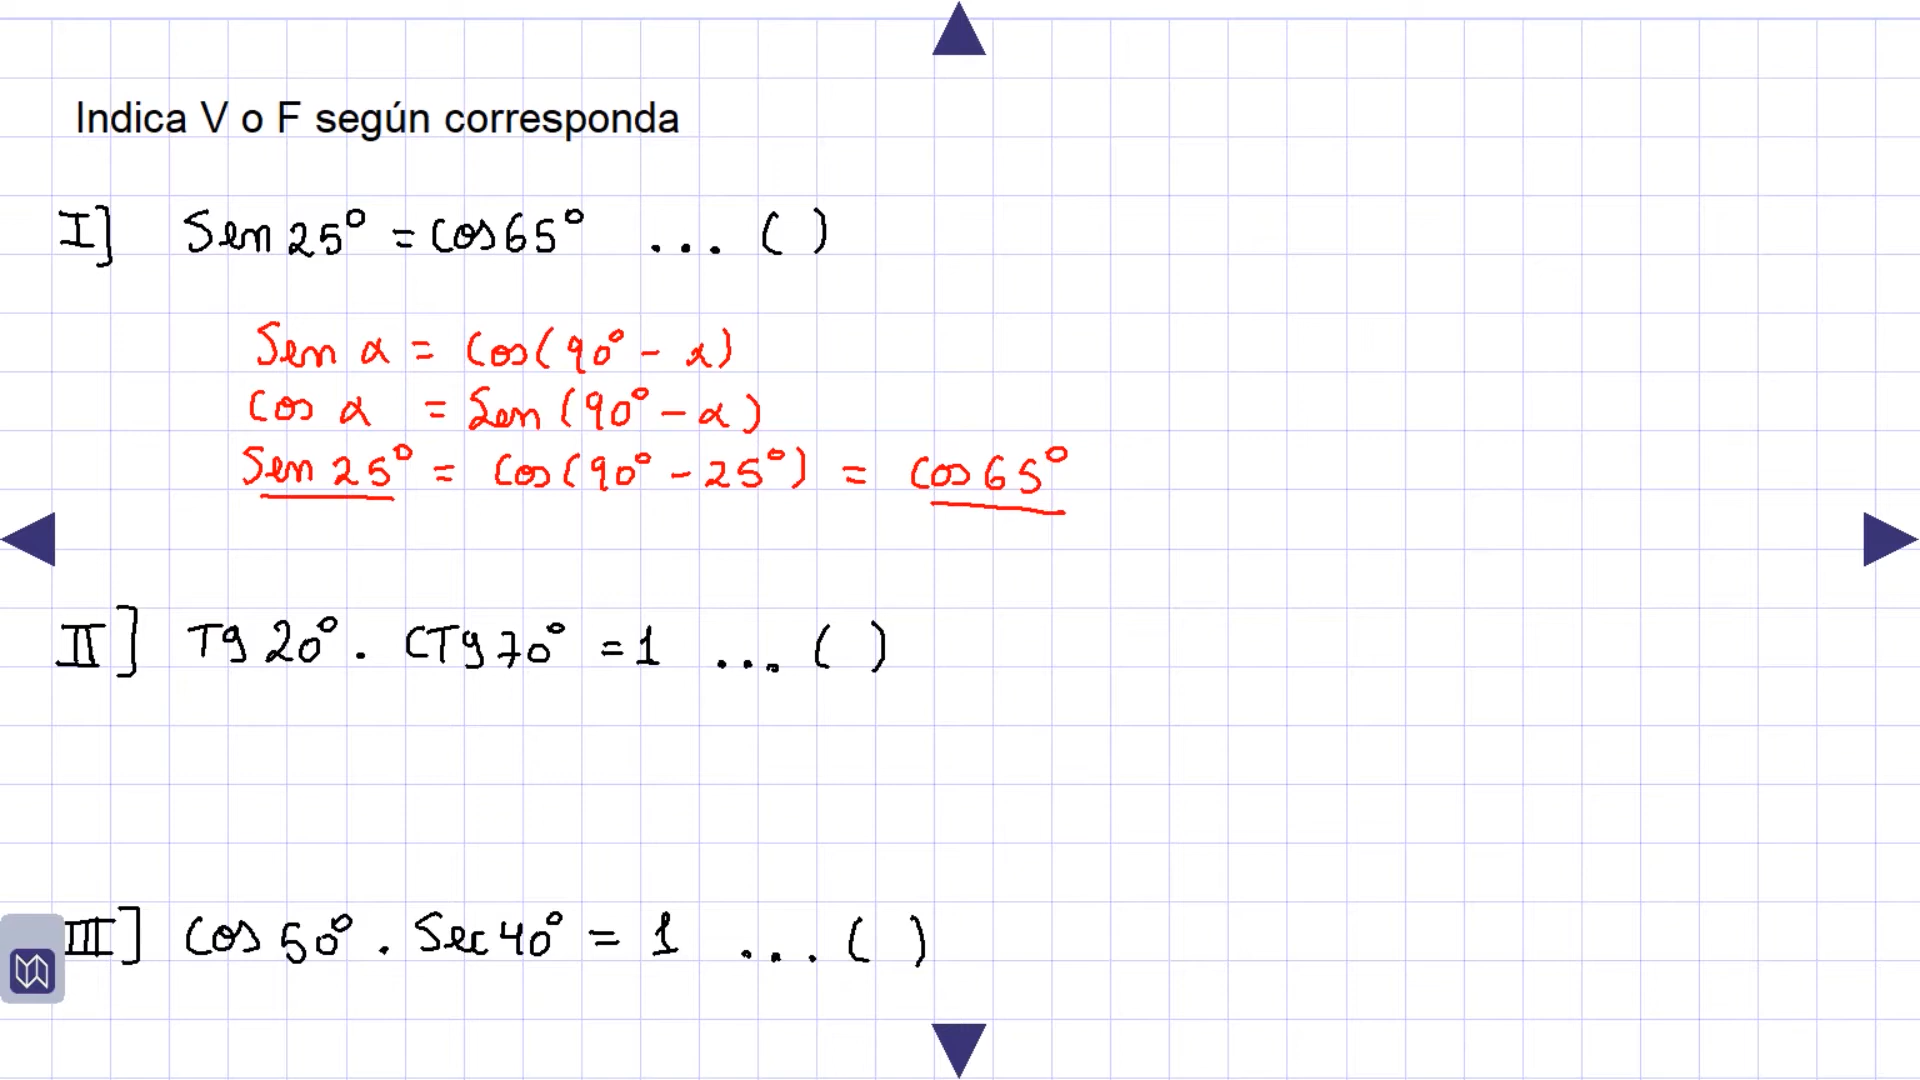 Indica V o F según corresponda
I] Sen 25° = Cos 65° ... ( )
Sen α = Cos(90° - α)
Cos α = Sen (90° - α)
Sen 25° = Cos(90° - 25°) = Cos 65°
II] Tg 20° . CTg 70° = 1 ... ( )
III] Cos 50° . Sec 40° = 1 ... ( )